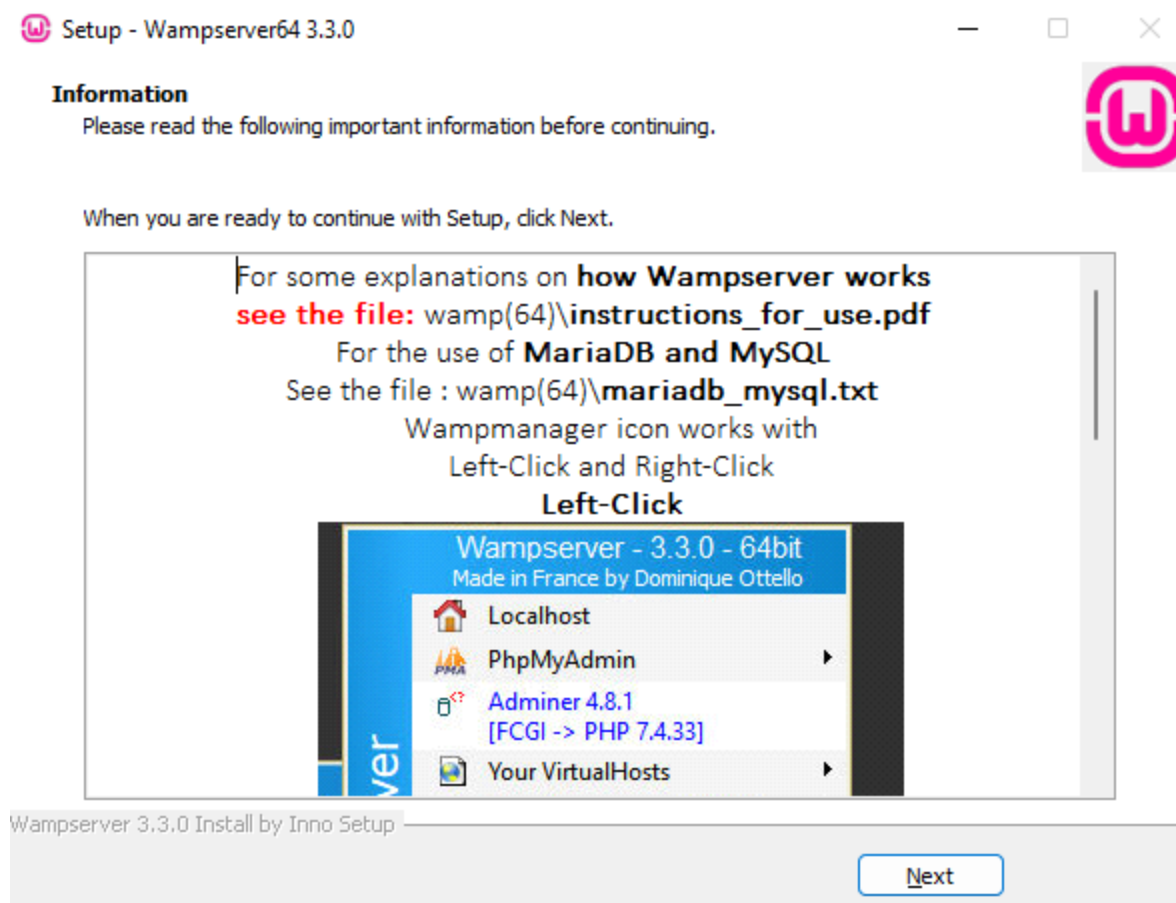 Setup - Wampserver64 3.3.0
Information
Please read the following important information before continuing.
When you are ready to continue with Setup, click Next.
For some explanations on how Wampserver works
see the file: wamp(64)\instructions_for_use.pdf
For the use of MariaDB and MySQL
See the file : wamp(64)\mariadb_mysql.txt
Wampmanager icon works with
Left-Click and Right-Click
Left-Click
Wampserver - 3.3.0 - 64bit
Made in France by Dominique Ottello
Localhost
PMA PhpMyAdmin
Adminer 4.8.1
[FCGI -> PHP 7.4.33]
Your VirtualHosts
ver
Wampserver 3.3.0 Install by Inno Setup
Next